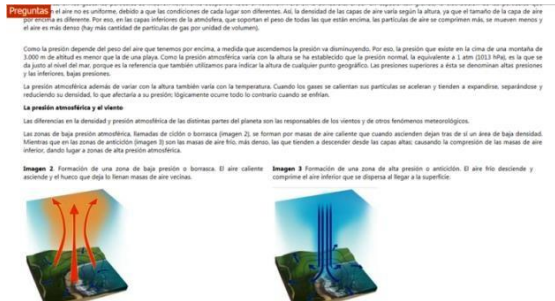 Preguntas
el aire no es uniforme, debido a que las condiciones de cada lugar son diferentes. Así, la densidad de las capas de aire varía según la altura, ya que el tamaño de la capa de aire
por encima es diferente. Por eso, en las capas inferiores de la atmósfera, que soportan el peso de todas las que están encima, las partículas de aire se comprimen más, se mueven menos y
el aire es más denso (hay más cantidad de partículas de gas por unidad de volumen).
Como la presión depende del peso del aire que tenemos por encima, a medida que ascendemos la presión va disminuyendo. Por eso, la presión que existe en la cima de una montaña de
3.000 m de altitud es menor que la de una playa. Como la presión atmosférica varía con la altura se ha establecido que la presión normal, la equivalente a 1 atm (1013 hPa), es la que se
da justo al nivel del mar, porque es la referencia que también utilizamos para indicar la altura de cualquier punto geográfico. Las presiones superiores a ésta se denominan altas presiones
y las inferiores, bajas presiones.
La presión atmosférica además de variar con la altura también varía con la temperatura. Cuando los gases se calientan sus partículas se aceleran y tienden a expandirse, separándose y
reduciendo su densidad, lo que afectaría a su presión; lógicamente ocurre todo lo contrario cuando se enfrían.
La presión atmosférica y el viento
Las diferencias en la densidad y presión atmosférica de las distintas partes del planeta son las responsables de los vientos y de otros fenómenos meteorológicos.
Las zonas de baja presión atmosférica, llamadas de ciclón o borrasca (imagen 2), se forman por masas de aire caliente que cuando ascienden dejan tras de sí un área de baja densidad.
Mientras que en las zonas de anticiclón (imagen 3) son las masas de aire frío, más denso, las que tienden a descender desde las capas altas; causando la compresión de las masas de aire
inferior, dando lugar a zonas de alta presión atmosférica.
Imagen 2. Formación de una zona de baja presión o borrasca. El aire caliente
asciende y el hueco que deja lo llenan masas de aire vecinas.
Imagen 3 Formación de una zona de alta presión o anticiclón. El aire frío desciende y
comprime el aire inferior que se dispersa al llegar a la superficie.